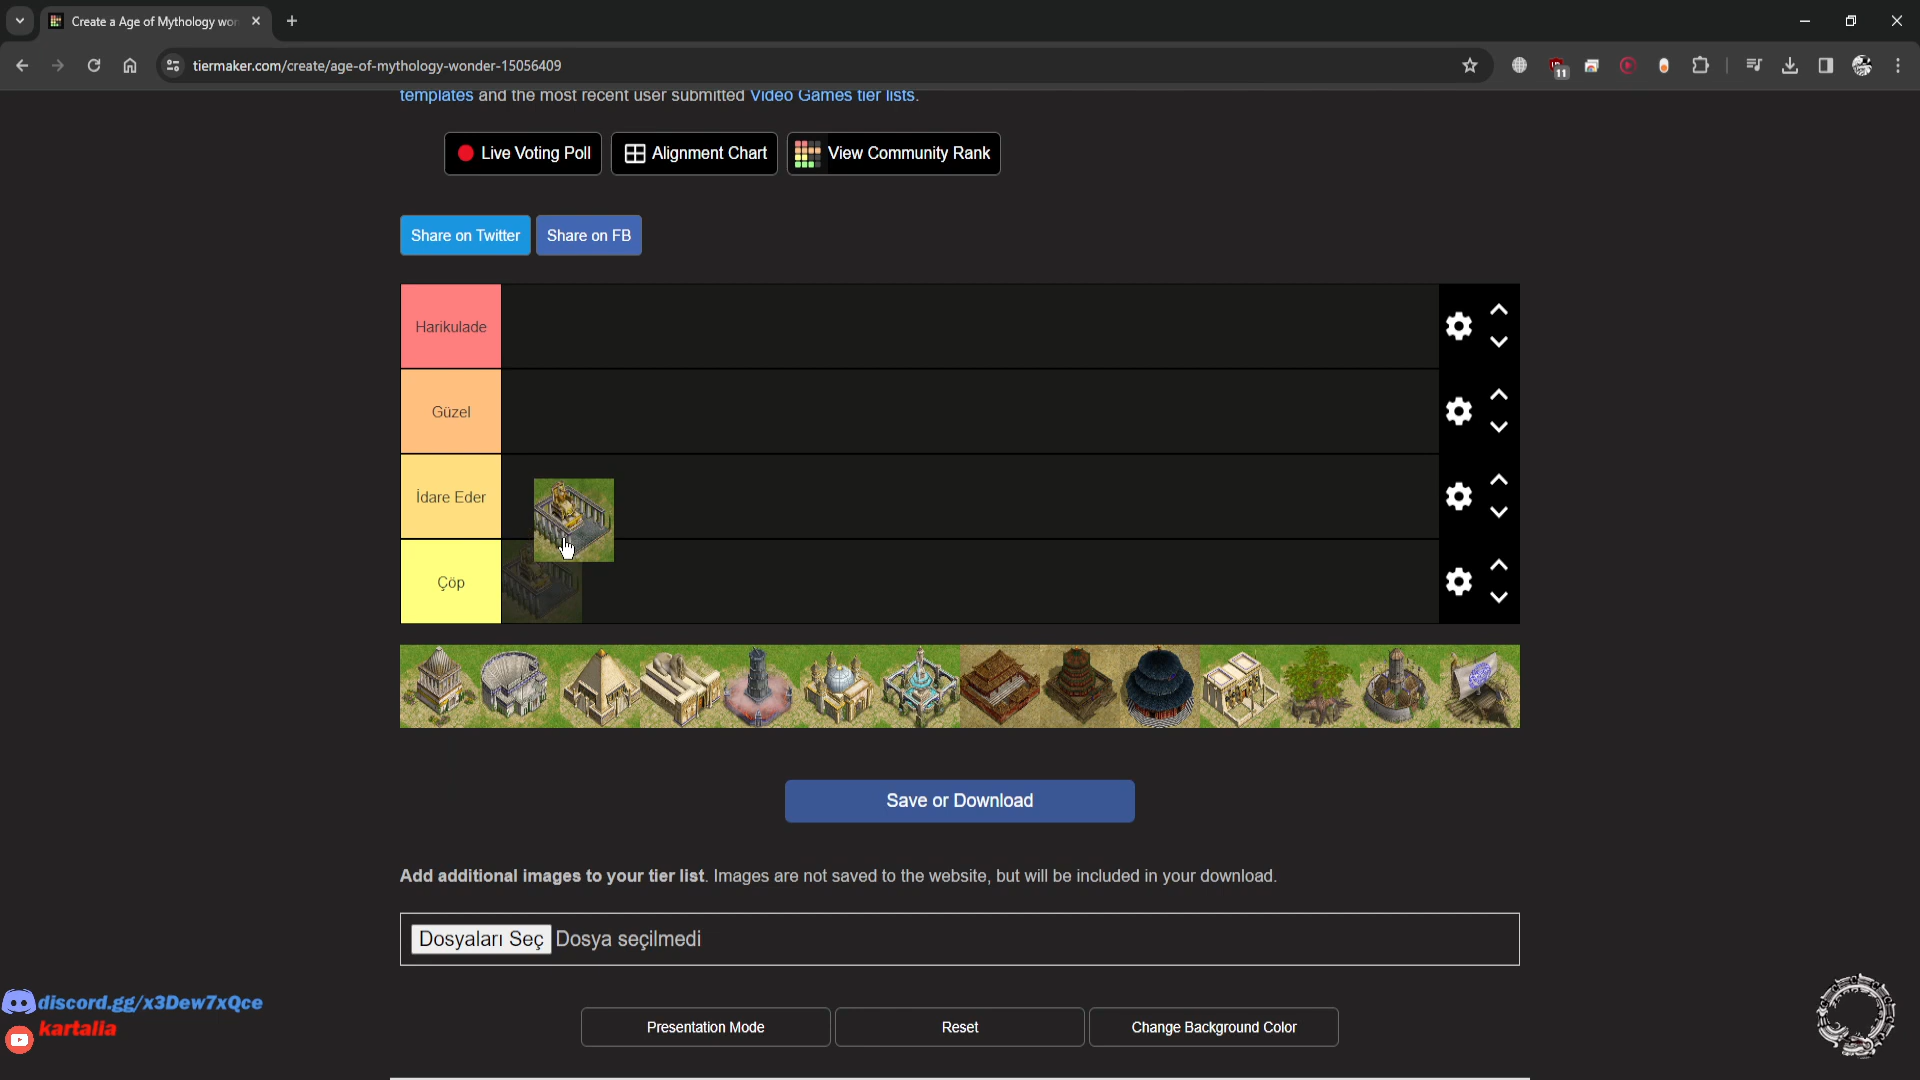 Create a Age of Mythology won
tiermaker.com/create/age-of-mythology-wonder-15056409
11
templates and the most recent user submitted Video Games tier lists.
Live Voting Poll
Alignment Chart
View Community Rank
Share on Twitter
Share on FB
Harikulade
Güzel
İdare Eder
Çöp
Save or Download
Add additional images to your tier list. Images are not saved to the website, but will be included in your download.
Dosyaları Seç Dosya seçilmedi
discord.gg/x3Dew7xQce
kartalla
Presentation Mode
Reset
Change Background Color